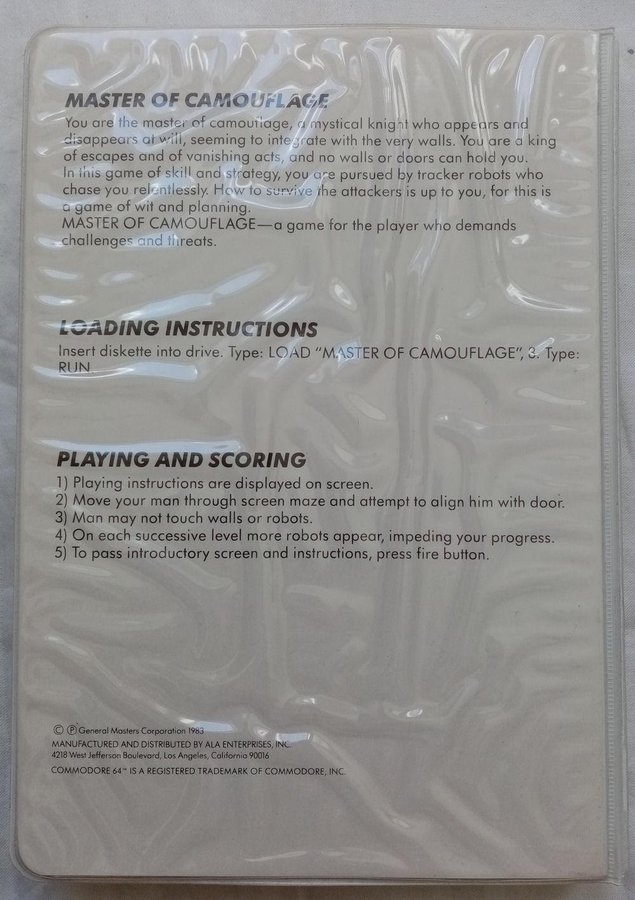 MASTER OF CAMOUFLAGE
You are the master of camouflage, a mystical knight who appears and
disappears at will, seeming to integrate with the very walls. You are a king
of escapes and of vanishing acts, and no walls or doors can hold you.
In this game of skill and strategy, you are pursued by tracker robots who
chase you relentlessly. How to survive the attackers is up to you, for this is
a game of wit and planning.
MASTER OF CAMOUFLAGE—a game for the player who demands
challenges and threats.
LOADING INSTRUCTIONS
Insert diskette into drive. Type: LOAD "MASTER OF CAMOUFLAGE", 3. Type:
RUN.
PLAYING AND SCORING
1) Playing instructions are displayed on screen.
2) Move your man through screen maze and attempt to align him with door.
3) Man may not touch walls or robots.
4) On each successive level more robots appear, impeding your progress.
5) To pass introductory screen and instructions, press fire button.
© ℗ General Masters Corporation 1983
MANUFACTURED AND DISTRIBUTED BY ALA ENTERPRISES, INC.
4218 West Jefferson Boulevard, Los Angeles, California 90016
COMMODORE 64™ IS A REGISTERED TRADEMARK OF COMMODORE, INC.